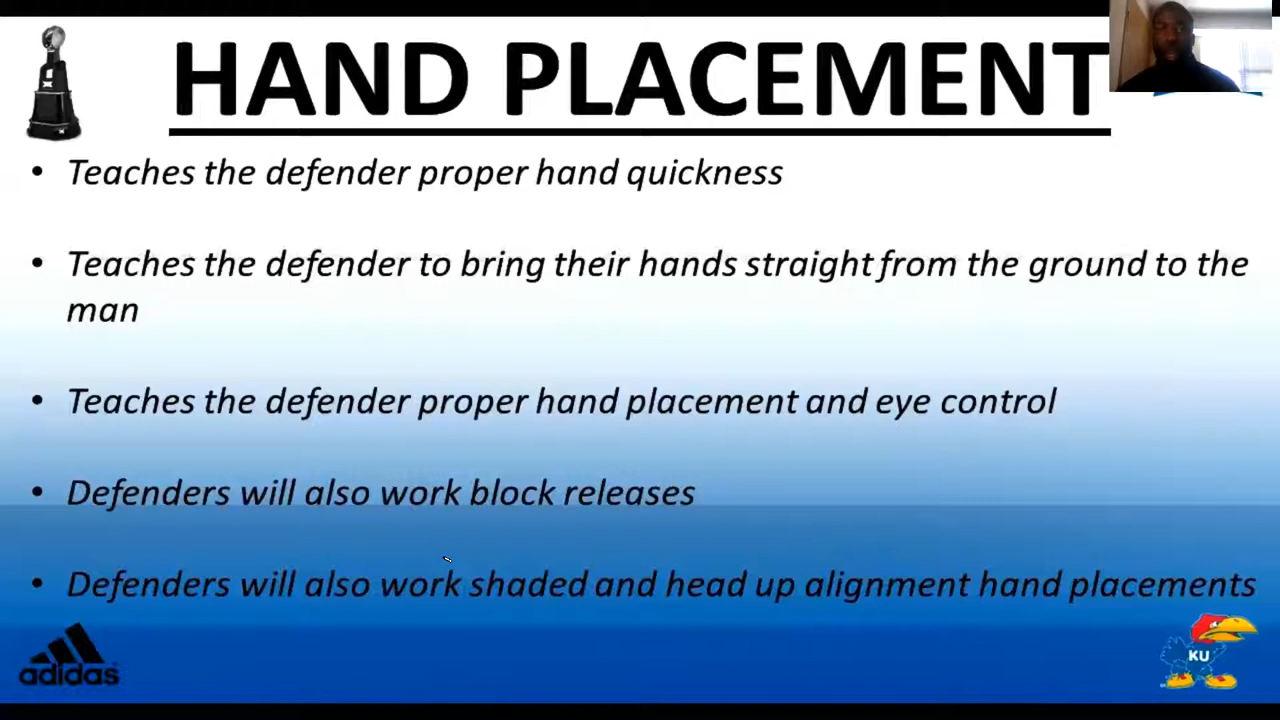 HAND PLACEMENT
• Teaches the defender proper hand quickness
• Teaches the defender to bring their hands straight from the ground to the
man
• Teaches the defender proper hand placement and eye control
• Defenders will also work block releases
• Defenders will also work shaded and head up alignment hand placements
adidas
KU